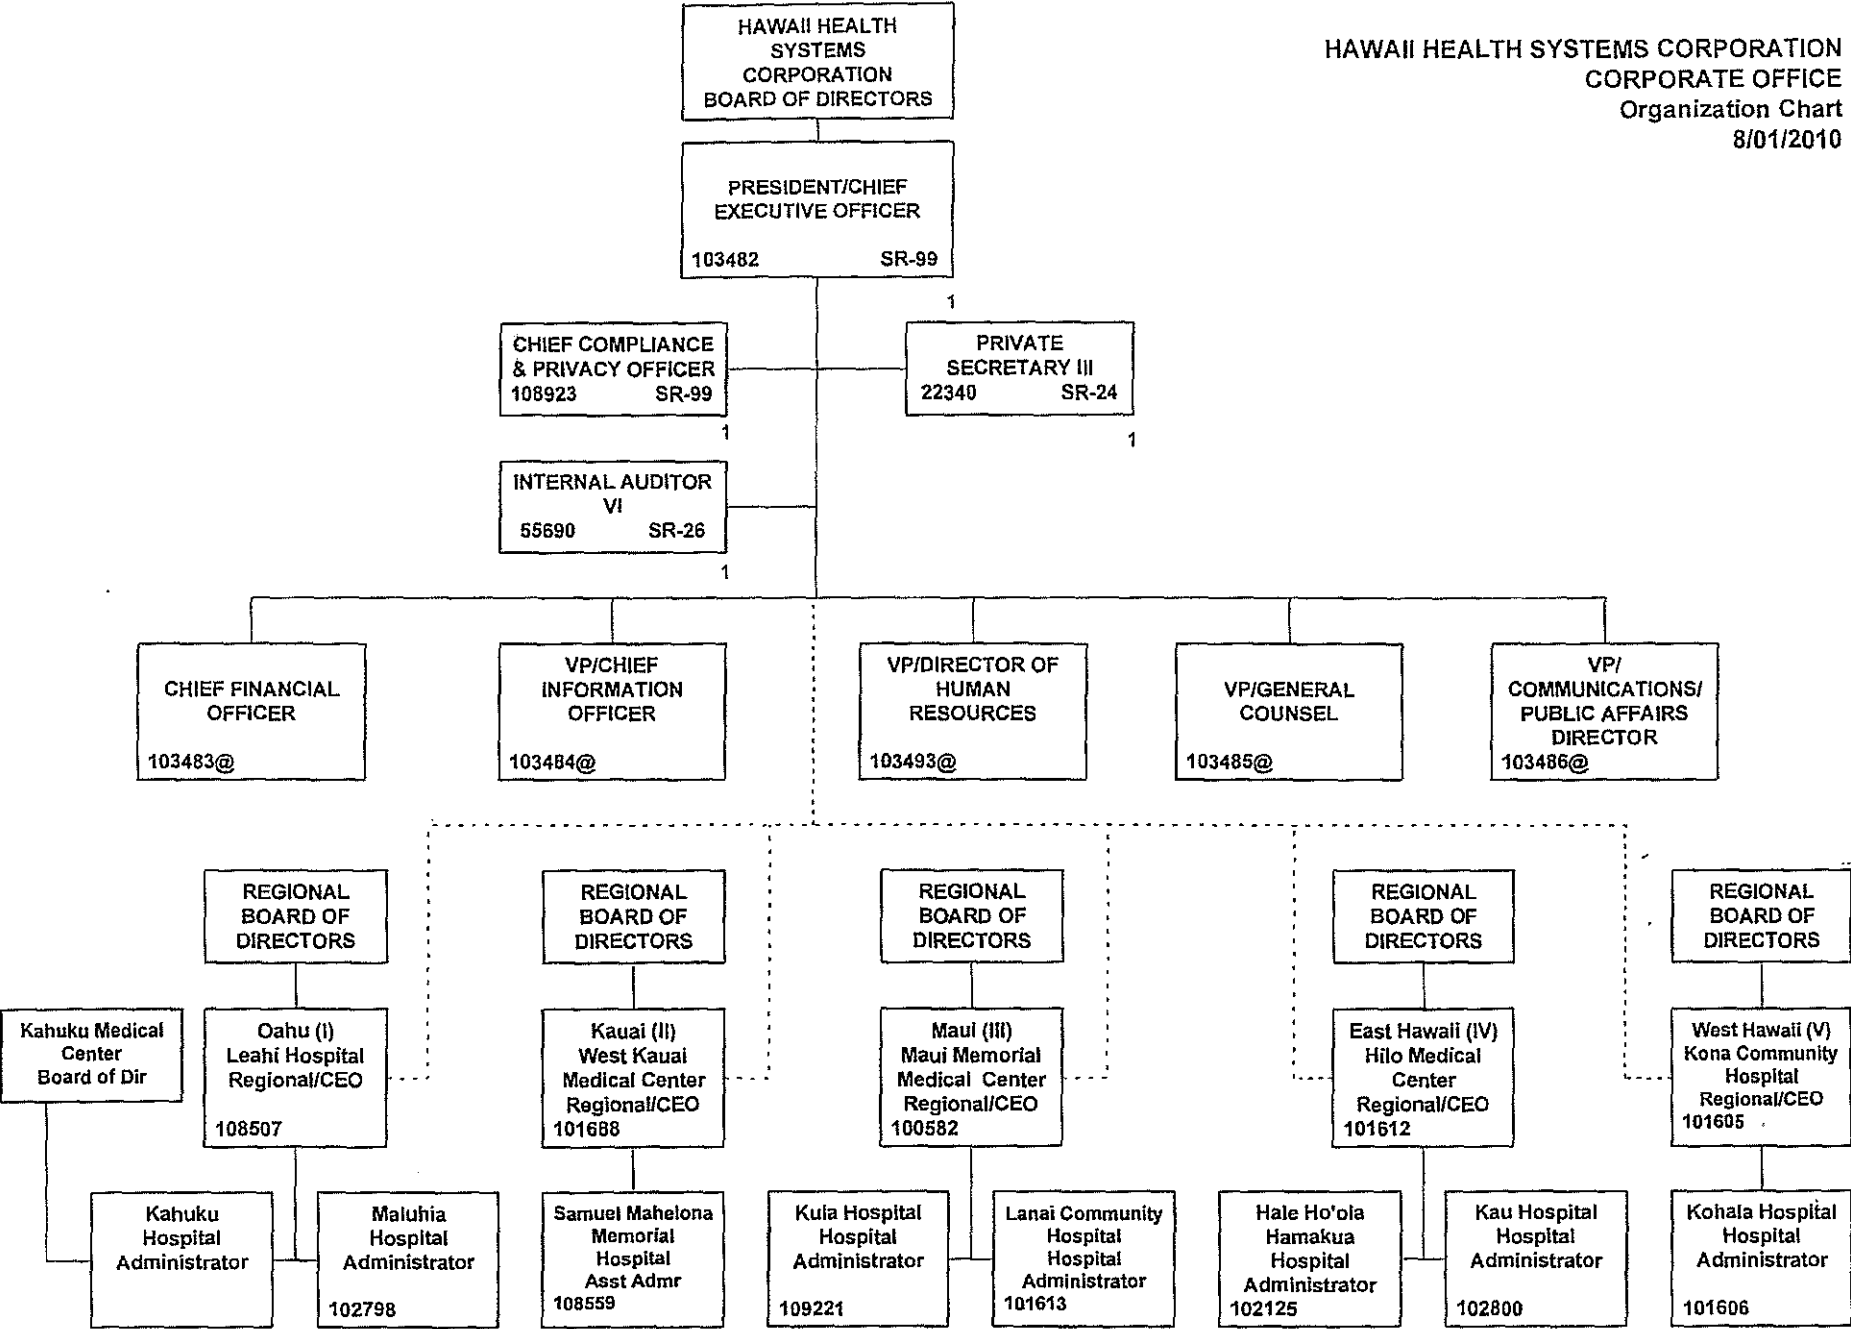 HAWAII HEALTH SYSTEMS CORPORATION
CORPORATE OFFICE
Organization Chart
8/01/2010
HAWAII HEALTH
SYSTEMS
CORPORATION
BOARD OF DIRECTORS
PRESIDENT/CHIEF
EXECUTIVE OFFICER
103482 SR-99
1
CHIEF COMPLIANCE
& PRIVACY OFFICER
108923 SR-99
1
PRIVATE
SECRETARY III
22340 SR-24
1
INTERNAL AUDITOR
VI
55690 SR-26
1
CHIEF FINANCIAL
OFFICER
103483@
VP/CHIEF
INFORMATION
OFFICER
103484@
VP/DIRECTOR OF
HUMAN
RESOURCES
103493@
VP/GENERAL
COUNSEL
103485@
VP/
COMMUNICATIONS/
PUBLIC AFFAIRS
DIRECTOR
103486@
REGIONAL
BOARD OF
DIRECTORS
REGIONAL
BOARD OF
DIRECTORS
REGIONAL
BOARD OF
DIRECTORS
REGIONAL
BOARD OF
DIRECTORS
REGIONAL
BOARD OF
DIRECTORS
Kahuku Medical
Center
Board of Dir
Oahu (I)
Leahi Hospital
Regional/CEO
108507
Kauai (II)
West Kauai
Medical Center
Regional/CEO
101688
Maui (III)
Maui Memorial
Medical Center
Regional/CEO
100582
East Hawaii (IV)
Hilo Medical
Center
Regional/CEO
101612
West Hawaii (V)
Kona Community
Hospital
Regional/CEO
101605
Kahuku
Hospital
Administrator
Maluhia
Hospital
Administrator
102798
Samuel Mahelona
Memorial
Hospital
Asst Admr
108559
Kula Hospital
Hospital
Administrator
109221
Lanai Community
Hospital
Hospital
Administrator
101613
Hale Ho'ola
Hamakua
Hospital
Administrator
102125
Kau Hospital
Hospital
Administrator
102800
Kohala Hospital
Hospital
Administrator
101606